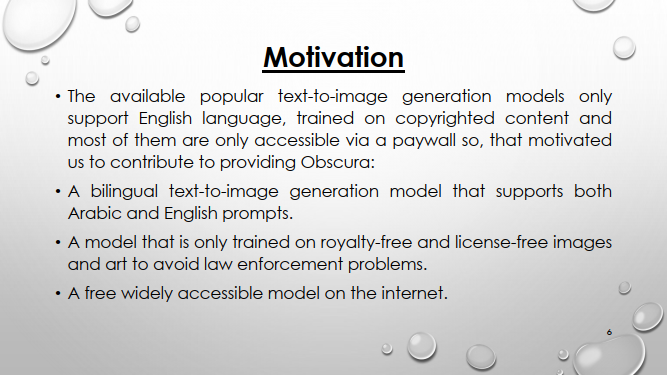 Motivation
• The available popular text-to-image generation models only
support English language, trained on copyrighted content and
most of them are only accessible via a paywall so, that motivated
us to contribute to providing Obscura:
• A bilingual text-to-image generation model that supports both
Arabic and English prompts.
• A model that is only trained on royalty-free and license-free images
and art to avoid law enforcement problems.
• A free widely accessible model on the internet.
6